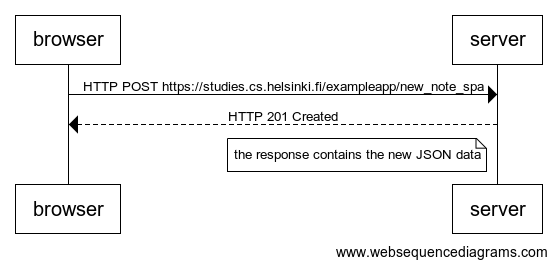 browser
server
HTTP POST https://studies.cs.helsinki.fi/exampleapp/new_note_spa
HTTP 201 Created
the response contains the new JSON data
browser
server
www.websequencediagrams.com